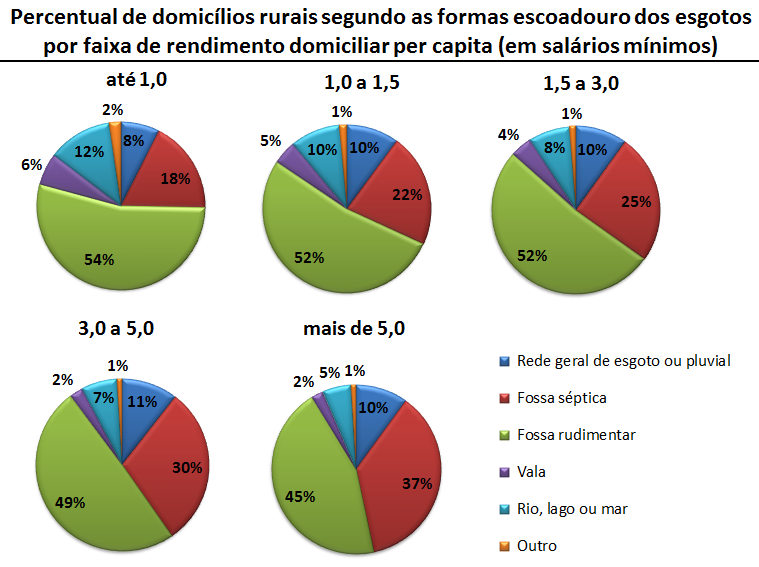 Percentual de domicílios rurais segundo as formas escoadouro dos esgotos
por faixa de rendimento domiciliar per capita (em salários mínimos)
até 1,0
2%
8%
12%
6%
18%
54%
1,0 a 1,5
1%
10%
10%
5%
22%
52%
1,5 a 3,0
1%
10%
8%
4%
25%
52%
3,0 a 5,0
1%
11%
7%
2%
30%
49%
mais de 5,0
1%
10%
5%
2%
37%
45%
Rede geral de esgoto ou pluvial
Fossa séptica
Fossa rudimentar
Vala
Rio, lago ou mar
Outro